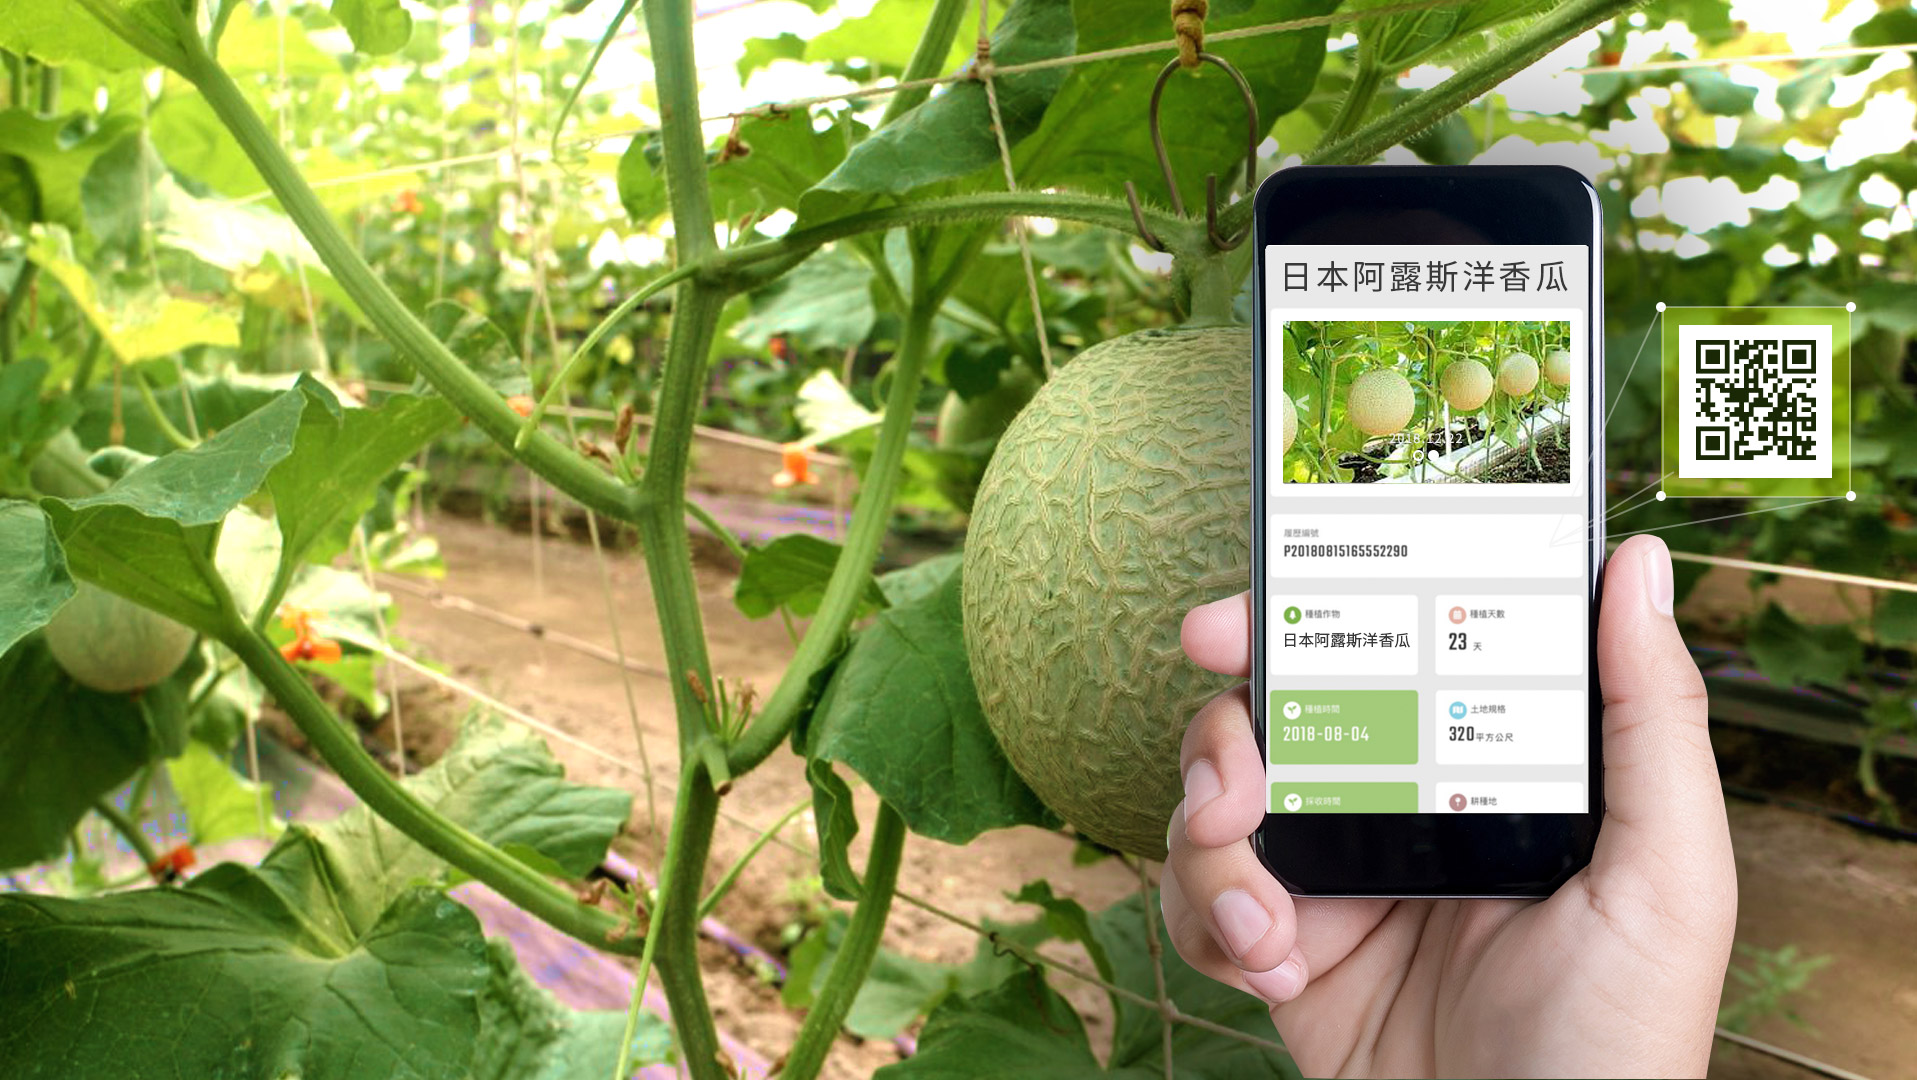 日本阿露斯洋香瓜
2018.12.22
履歷編號
P20180815165552290
種植作物
日本阿露斯洋香瓜
種植天數
23 天
種植時間
2018-08-04
土地規格
320平方公尺
採收時間
耕種地